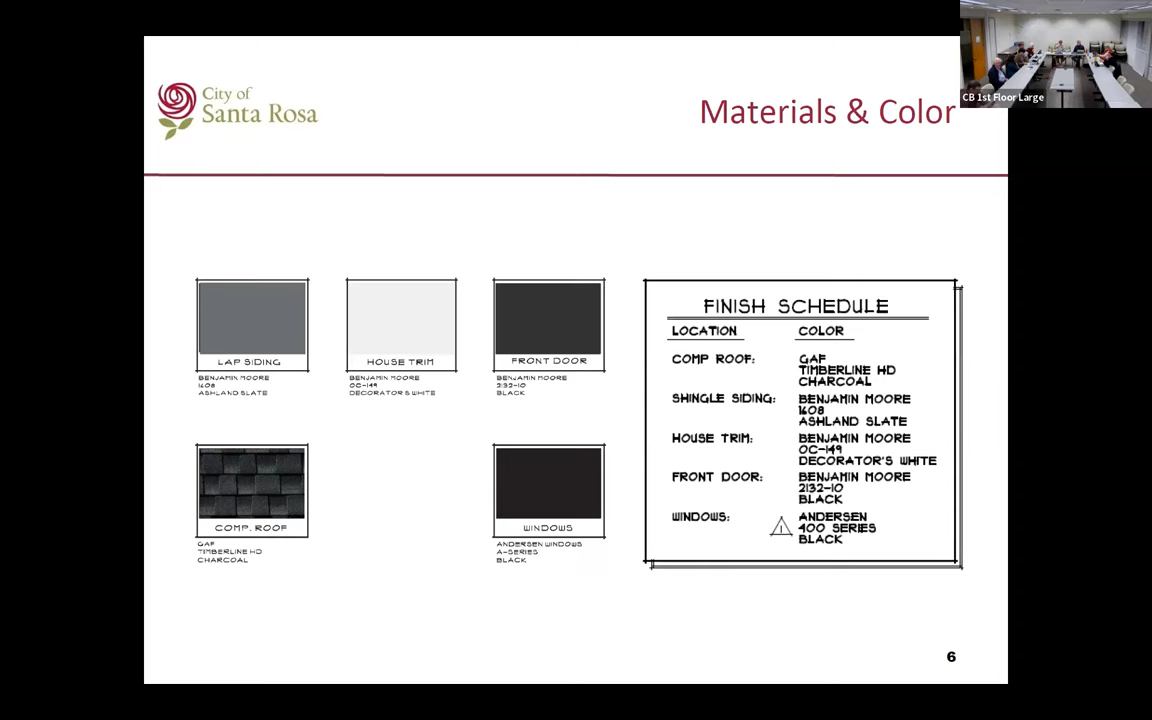 City of
Santa Rosa
Materials & Color
CB 1st Floor Large
LAP SIDING
BENJAMIN MOORE
1608
ASHLAND SLATE
HOUSE TRIM
BENJAMIN MOORE
OC-149
DECORATOR'S WHITE
FRONT DOOR
BENJAMIN MOORE
2132-10
BLACK
COMP. ROOF
GAF
TIMBERLINE HD
CHARCOAL
WINDOWS
ANDERSEN WINDOWS
A-SERIES
BLACK
FINISH SCHEDULE
LOCATION COLOR
COMP ROOF: GAF
TIMBERLINE HD
CHARCOAL
SHINGLE SIDING: BENJAMIN MOORE
1608
ASHLAND SLATE
HOUSE TRIM: BENJAMIN MOORE
OC-149
DECORATOR'S WHITE
FRONT DOOR: BENJAMIN MOORE
2132-10
BLACK
WINDOWS: 1 ANDERSEN
400 SERIES
BLACK
6